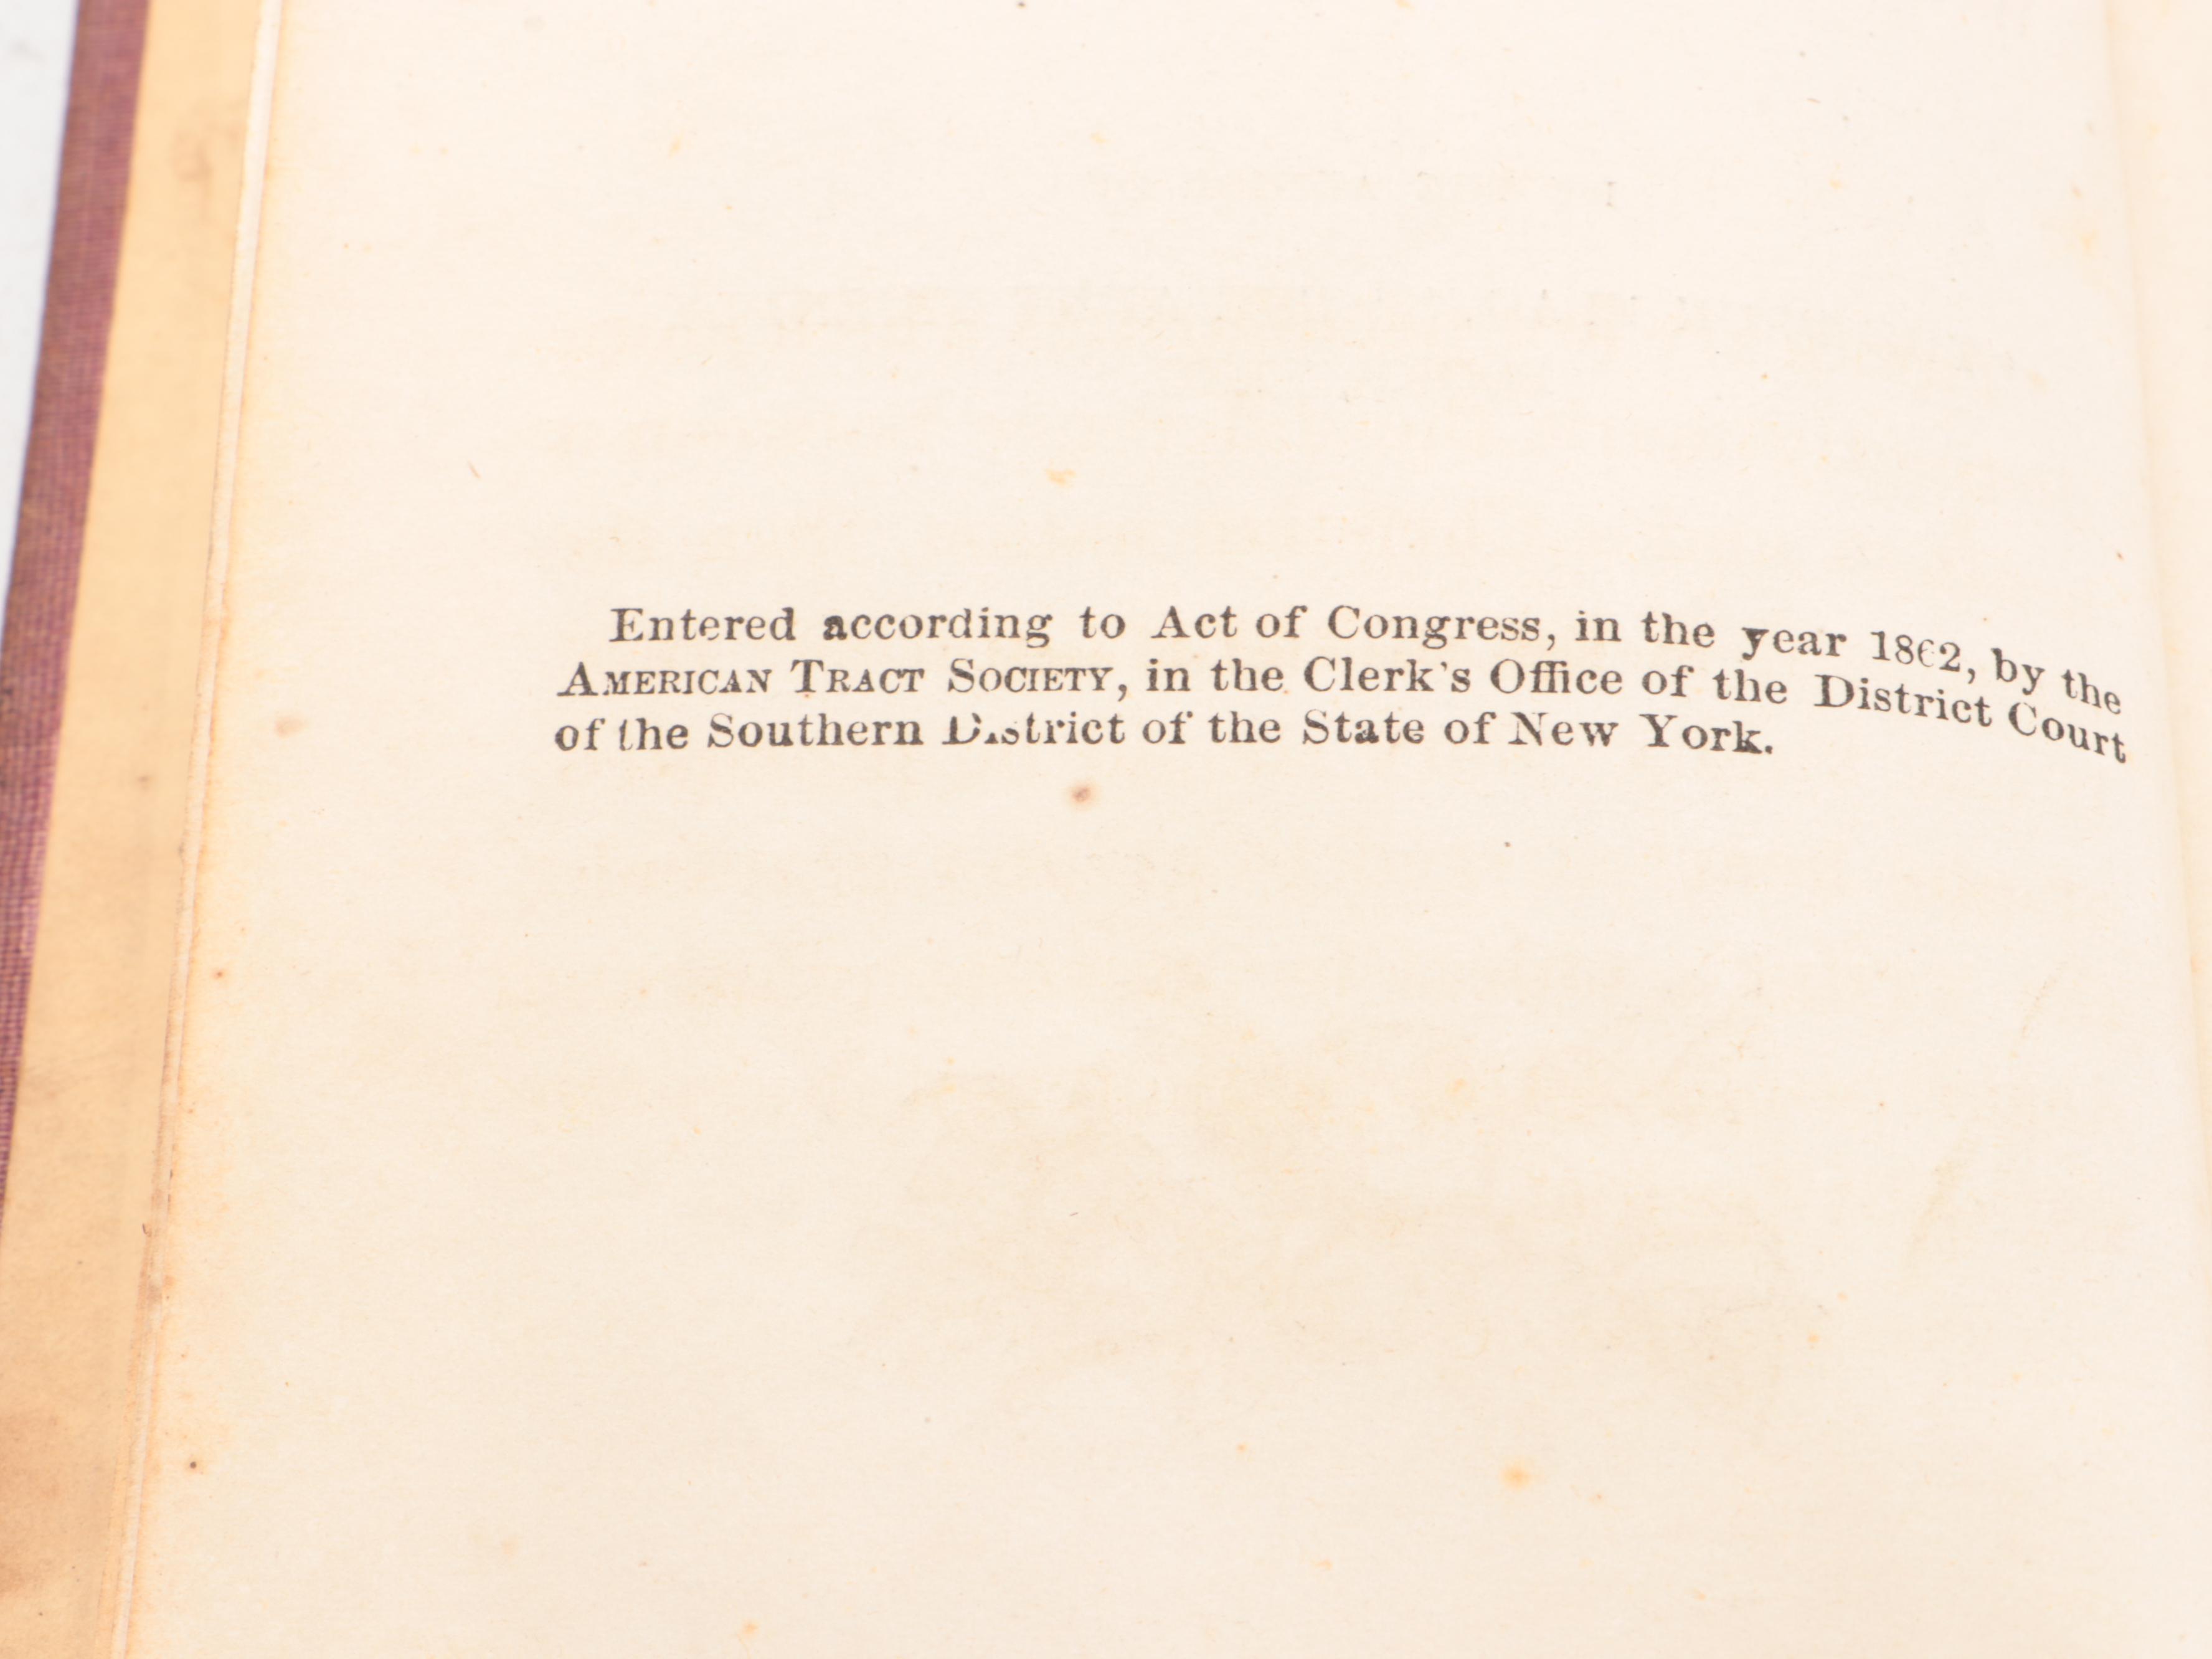 Entered according to Act of Congress, in the year 1862, by the
AMERICAN TRACT SOCIETY, in the Clerk's Office of the District Court
of the Southern District of the State of New York.